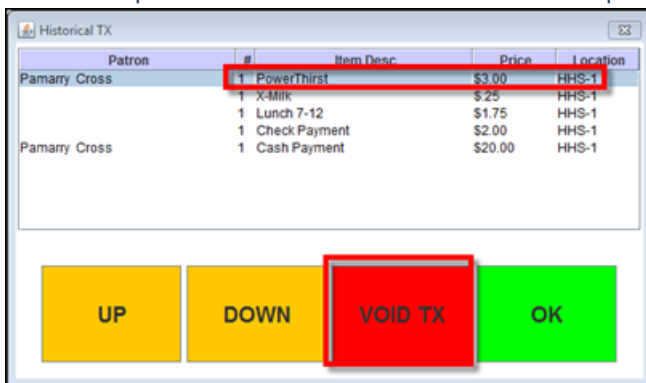 Historical TX
Patron # Item Desc Price Location
Pamarry Cross 1 PowerThirst $3.00 HHS-1
1 X-Milk $.25 HHS-1
1 Lunch 7-12 $1.75 HHS-1
1 Check Payment $2.00 HHS-1
Pamarry Cross 1 Cash Payment $20.00 HHS-1
UP DOWN VOID TX OK